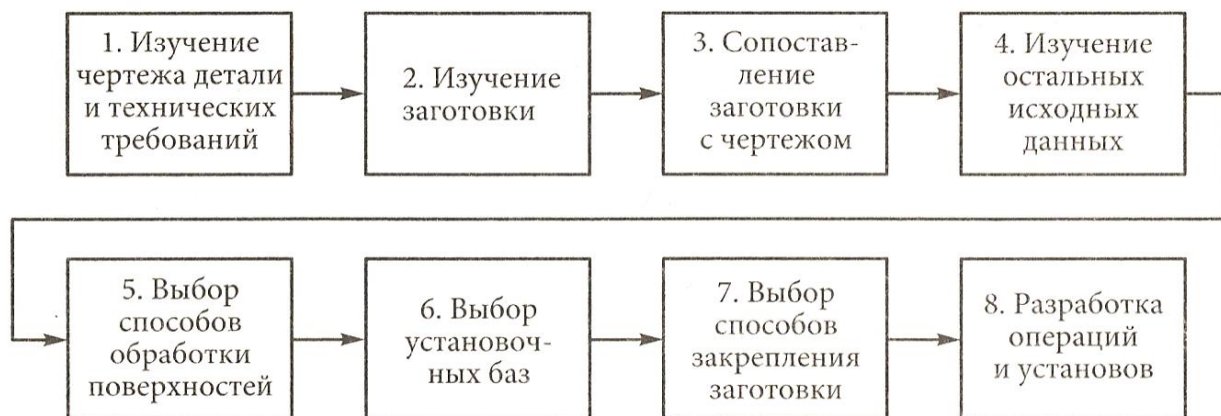 1. Изучение
чертежа детали
и технических
требований
2. Изучение
заготовки
3. Сопостав-
ление
заготовки
с чертежом
4. Изучение
остальных
исходных
данных
5. Выбор
способов
обработки
поверхностей
6. Выбор
установоч-
ных баз
7. Выбор
способов
закрепления
заготовки
8. Разработка
операций
и установов